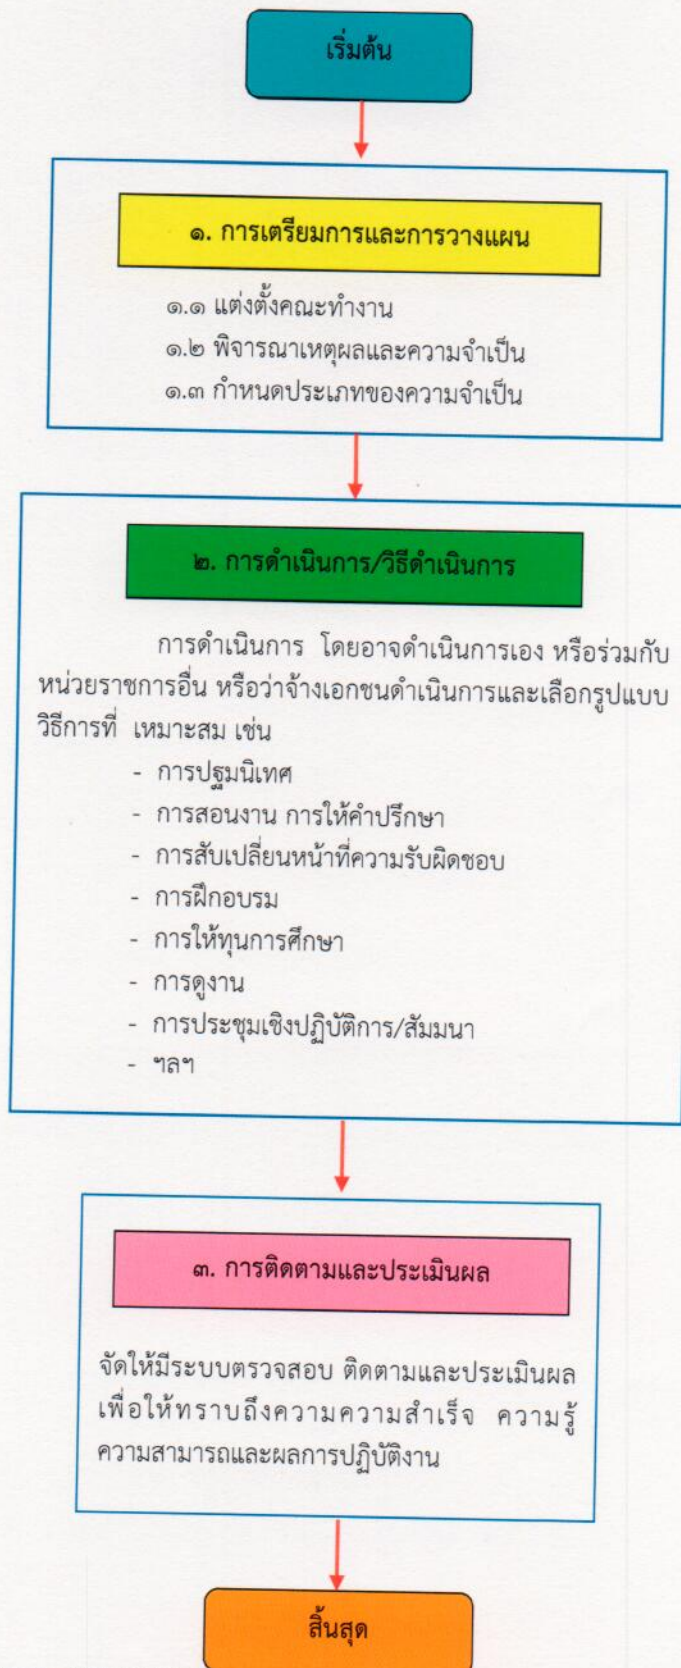 เริ่มต้น
๑. การเตรียมการและการวางแผน
๑.๑ แต่งตั้งคณะทำงาน
๑.๒ พิจารณาเหตุผลและความจำเป็น
๑.๓ กำหนดประเภทของความจำเป็น
๒. การดำเนินการ/วิธีดำเนินการ
การดำเนินการ โดยอาจดำเนินการเอง หรือร่วมกับ
หน่วยราชการอื่น หรือว่าจ้างเอกชนดำเนินการและเลือกรูปแบบ
วิธีการที่ เหมาะสม เช่น
- การปฐมนิเทศ
- การสอนงาน การให้คำปรึกษา
- การสับเปลี่ยนหน้าที่ความรับผิดชอบ
- การฝึกอบรม
- การให้ทุนการศึกษา
- การดูงาน
- การประชุมเชิงปฏิบัติการ/สัมมนา
- ฯลฯ
๓. การติดตามและประเมินผล
จัดให้มีระบบตรวจสอบ ติดตามและประเมินผล
เพื่อให้ทราบถึงความความสำเร็จ ความรู้
ความสามารถและผลการปฏิบัติงาน
สิ้นสุด